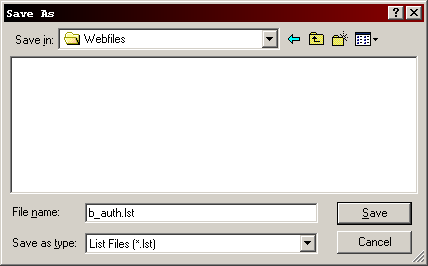 Save As
Save in: Webfiles
File name: b_auth.lst Save
Save as type: List Files (*.lst) Cancel